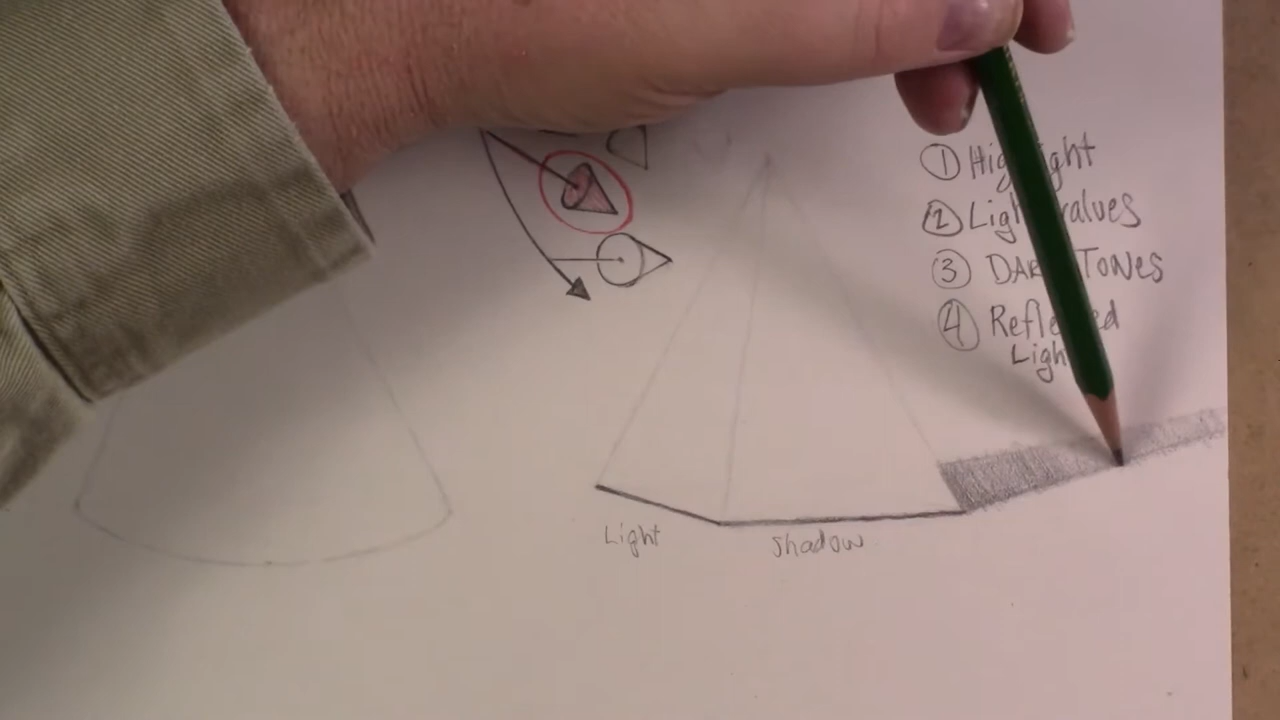 ① Highlight
② Light values
③ DARK TONES
④ Reflected
Light
Light
Shadow